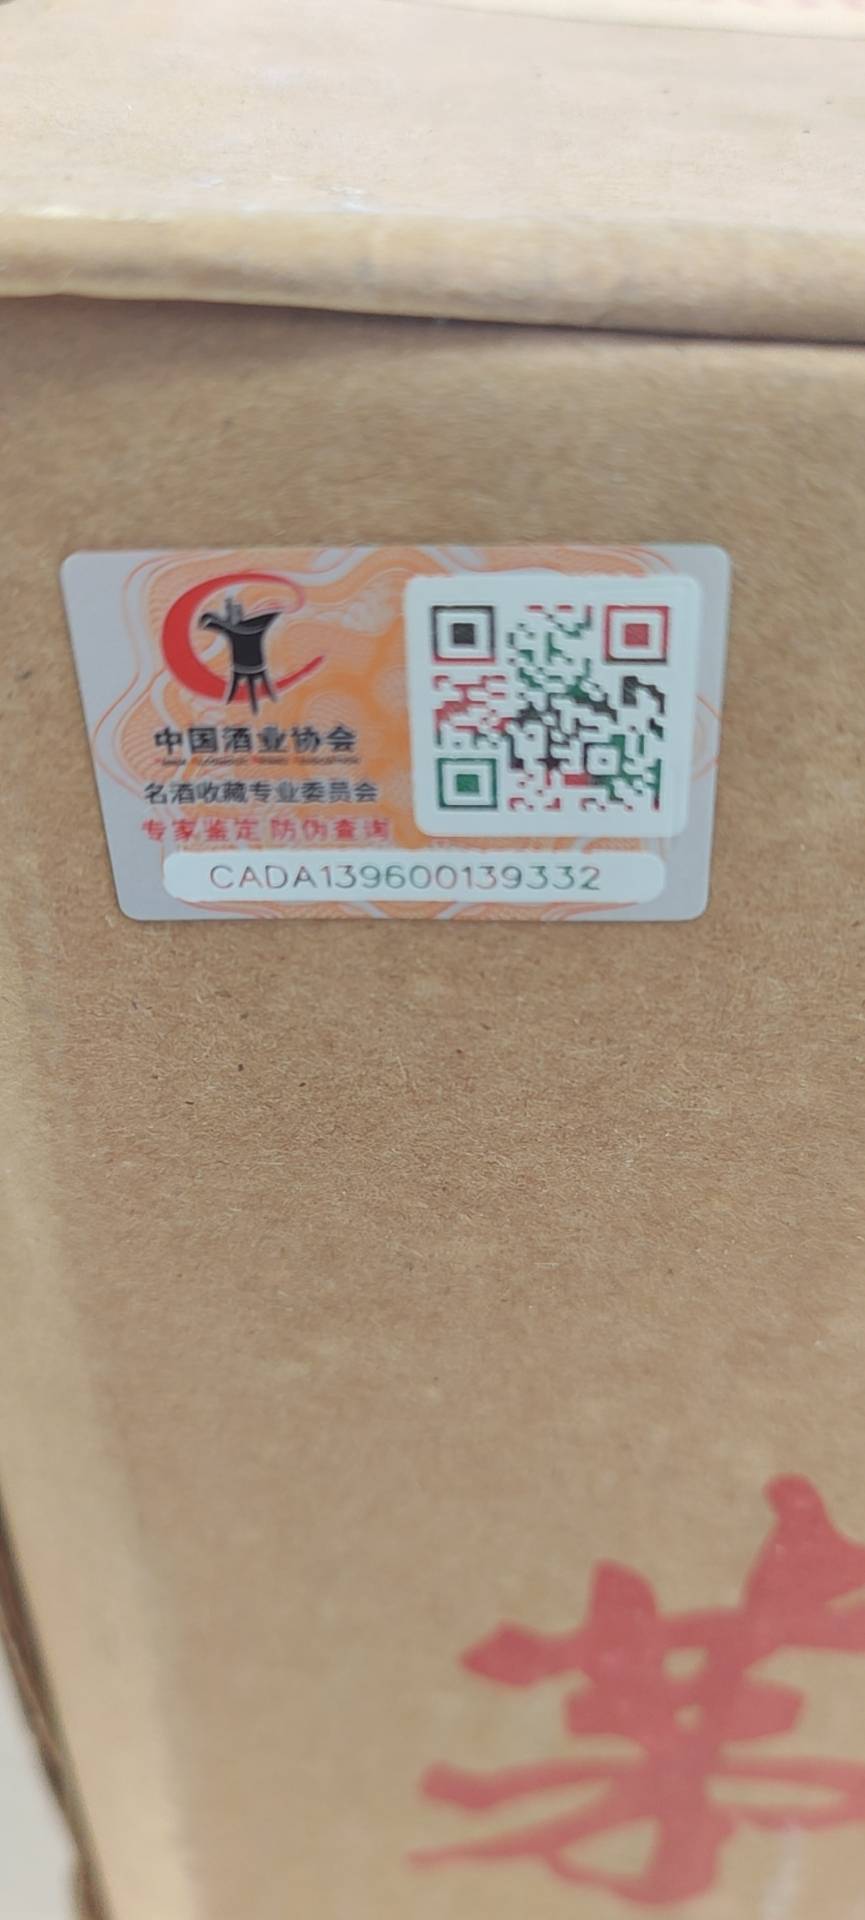 中国酒业协会
名酒收藏专业委员会
专家鉴定 防伪查询
CADA139600139332
茅